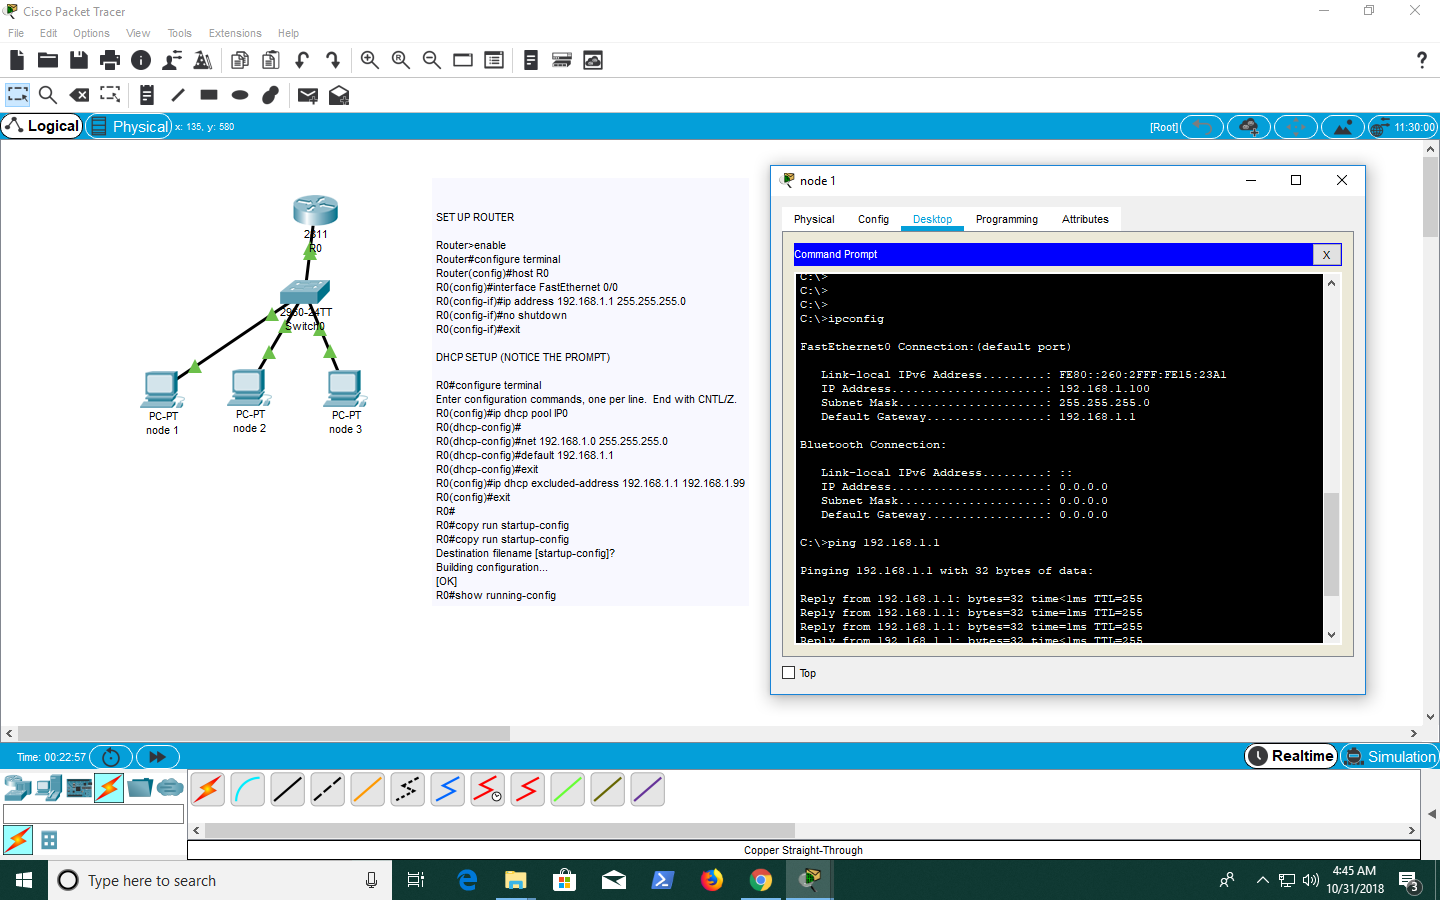 Cisco Packet Tracer
File Edit Options View Tools Extensions Help
Logical Physical x: 135, y: 580 [Root] 11:30:00
2811
R0
2960-24TT
Switch0
PC-PT
node 1
PC-PT
node 2
PC-PT
node 3
SET UP ROUTER
Router>enable
Router#configure terminal
Router(config)#host R0
R0(config)#interface FastEthernet 0/0
R0(config-if)#ip address 192.168.1.1 255.255.255.0
R0(config-if)#no shutdown
R0(config-if)#exit
DHCP SETUP (NOTICE THE PROMPT)
R0#configure terminal
Enter configuration commands, one per line.  End with CNTL/Z.
R0(config)#ip dhcp pool IP0
R0(dhcp-config)#
R0(dhcp-config)#net 192.168.1.0 255.255.255.0
R0(dhcp-config)#default 192.168.1.1
R0(dhcp-config)#exit
R0(config)#ip dhcp excluded-address 192.168.1.1 192.168.1.99
R0(config)#exit
R0#
R0#copy run startup-config
R0#copy run startup-config
Destination filename [startup-config]?
Building configuration...
[OK]
R0#show running-config
node 1
Physical Config Desktop Programming Attributes
Command Prompt X
C:\>
C:\>
C:\>
C:\>ipconfig
FastEthernet0 Connection:(default port)
Link-local IPv6 Address.........: FE80::260:2FFF:FE15:23A1
IP Address......................: 192.168.1.100
Subnet Mask.....................: 255.255.255.0
Default Gateway.................: 192.168.1.1
Bluetooth Connection:
Link-local IPv6 Address.........: ::
IP Address......................: 0.0.0.0
Subnet Mask.....................: 0.0.0.0
Default Gateway.................: 0.0.0.0
C:\>ping 192.168.1.1
Pinging 192.168.1.1 with 32 bytes of data:
Reply from 192.168.1.1: bytes=32 time<1ms TTL=255
Reply from 192.168.1.1: bytes=32 time=1ms TTL=255
Reply from 192.168.1.1: bytes=32 time=1ms TTL=255
Reply from 192.168.1.1: bytes=32 time<1ms TTL=255
Top
Time: 00:22:57 Realtime Simulation
Copper Straight-Through
Type here to search
4:45 AM
10/31/2018
3